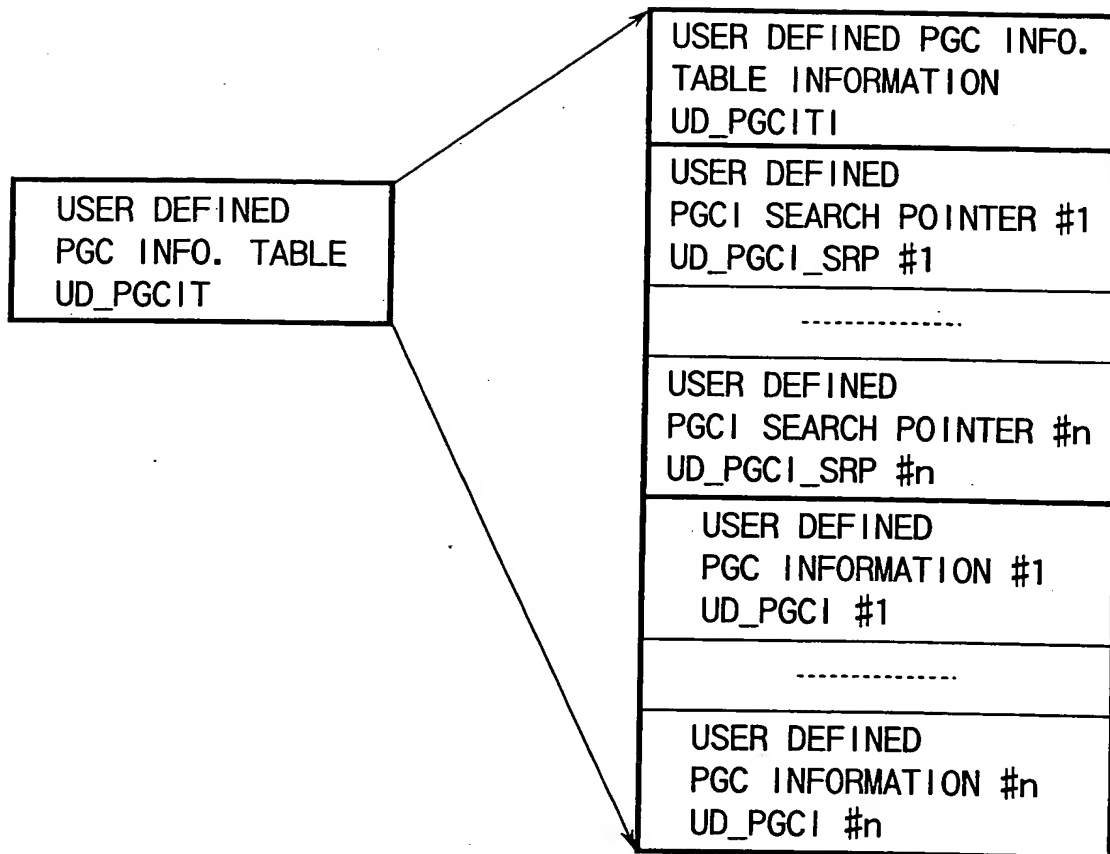 USER DEFINED
PGC INFO. TABLE
UD_PGCIT
USER DEFINED PGC INFO.
TABLE INFORMATION
UD_PGCITI
USER DEFINED
PGCI SEARCH POINTER #1
UD_PGCI_SRP #1
---------------
USER DEFINED
PGCI SEARCH POINTER #n
UD_PGCI_SRP #n
USER DEFINED
PGC INFORMATION #1
UD_PGCI #1
---------------
USER DEFINED
PGC INFORMATION #n
UD_PGCI #n